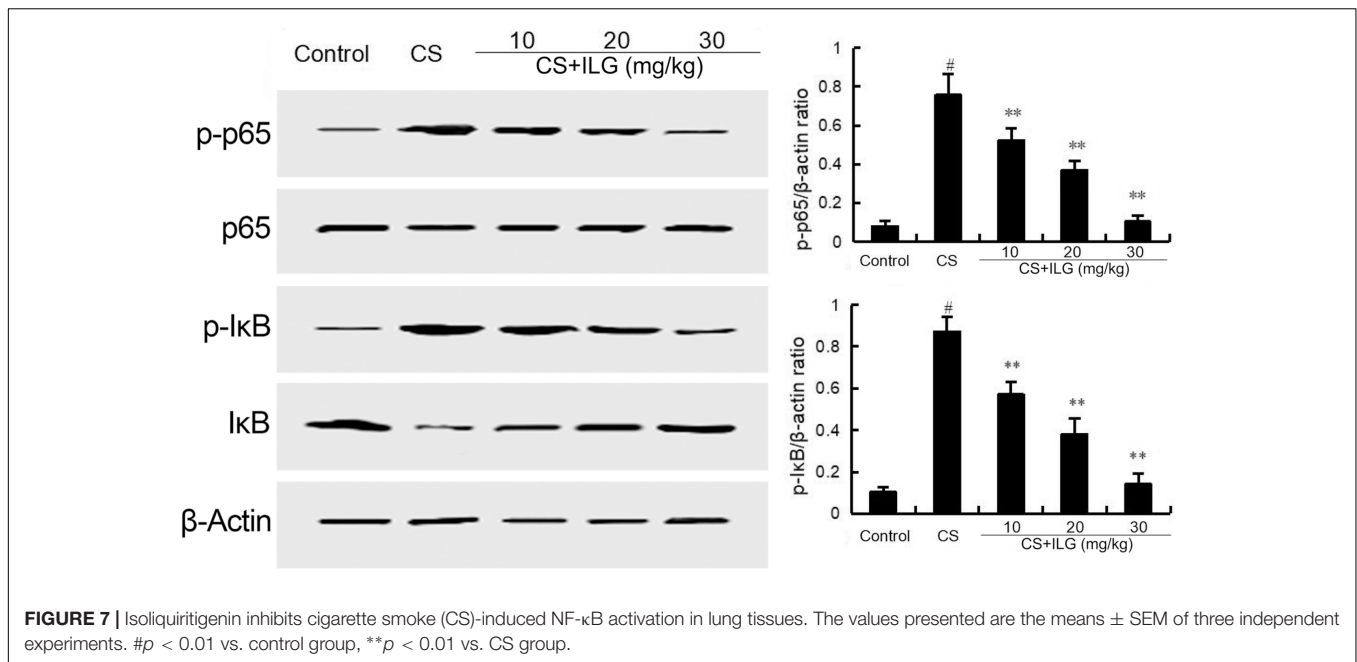 Control CS 10 20 30
CS+ILG (mg/kg)
p-p65
p65
p-IκB
IκB
β-Actin
p-p65/β-actin ratio
1
0.8
0.6
0.4
0.2
0
#
**
**
**
Control CS 10 20 30
CS+ILG (mg/kg)
p-IκB/β-actin ratio
1
0.8
0.6
0.4
0.2
0
#
**
**
**
Control CS 10 20 30
CS+ILG (mg/kg)
FIGURE 7 | Isoliquiritigenin inhibits cigarette smoke (CS)-induced NF-κB activation in lung tissues. The values presented are the means ± SEM of three independent
experiments. #p < 0.01 vs. control group, **p < 0.01 vs. CS group.